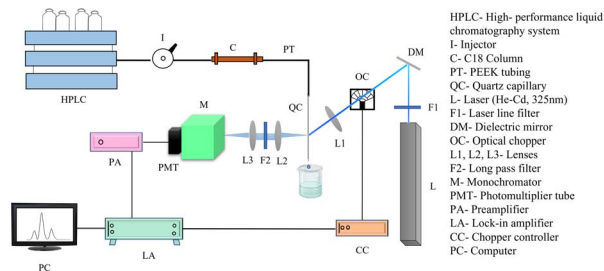 HPLC
I
C
PT
QC
OC
DM
F1
L1
L
M
PMT
PA
L3
F2
L2
PC
LA
CC
HPLC- High- performance liquid
chromatography system
I- Injector
C- C18 Column
PT- PEEK tubing
QC- Quartz capillary
L- Laser (He-Cd, 325nm)
F1- Laser line filter
DM- Dielectric mirror
OC- Optical chopper
L1, L2, L3- Lenses
F2- Long pass filter
M- Monochromator
PMT- Photomultiplier tube
PA- Preamplifier
LA- Lock-in amplifier
CC- Chopper controller
PC- Computer